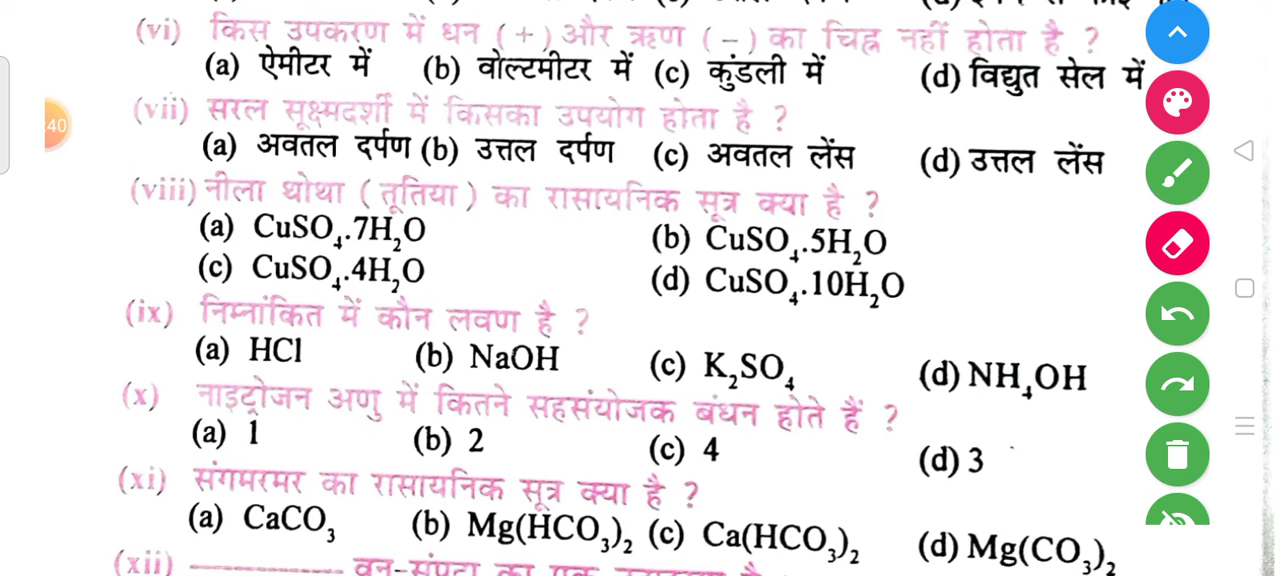 (vi) किस उपकरण में धन (+) और ऋण (–) का चिह्न नहीं होता है ?
(a) ऐमीटर में (b) वोल्टमीटर में (c) कुंडली में (d) विद्युत सेल में
(vii) सरल सूक्ष्मदर्शी में किसका उपयोग होता है ?
:40
(a) अवतल दर्पण (b) उत्तल दर्पण (c) अवतल लेंस (d) उत्तल लेंस
(viii) नीला थोथा ( तूतिया ) का रासायनिक सूत्र क्या है ?
(a) CuSO₄.7H₂O (b) CuSO₄.5H₂O
(c) CuSO₄.4H₂O (d) CuSO₄.10H₂O
(ix) निम्नांकित में कौन लवण है ?
(a) HCl (b) NaOH (c) K₂SO₄ (d) NH₄OH
(x) नाइट्रोजन अणु में कितने सहसंयोजक बंधन होते हैं ?
(a) 1 (b) 2 (c) 4 (d) 3
(xi) संगमरमर का रासायनिक सूत्र क्या है ?
(a) CaCO₃ (b) Mg(HCO₃)₂ (c) Ca(HCO₃)₂ (d) Mg(CO₃)₂
(xii) वन-संपदा का एक